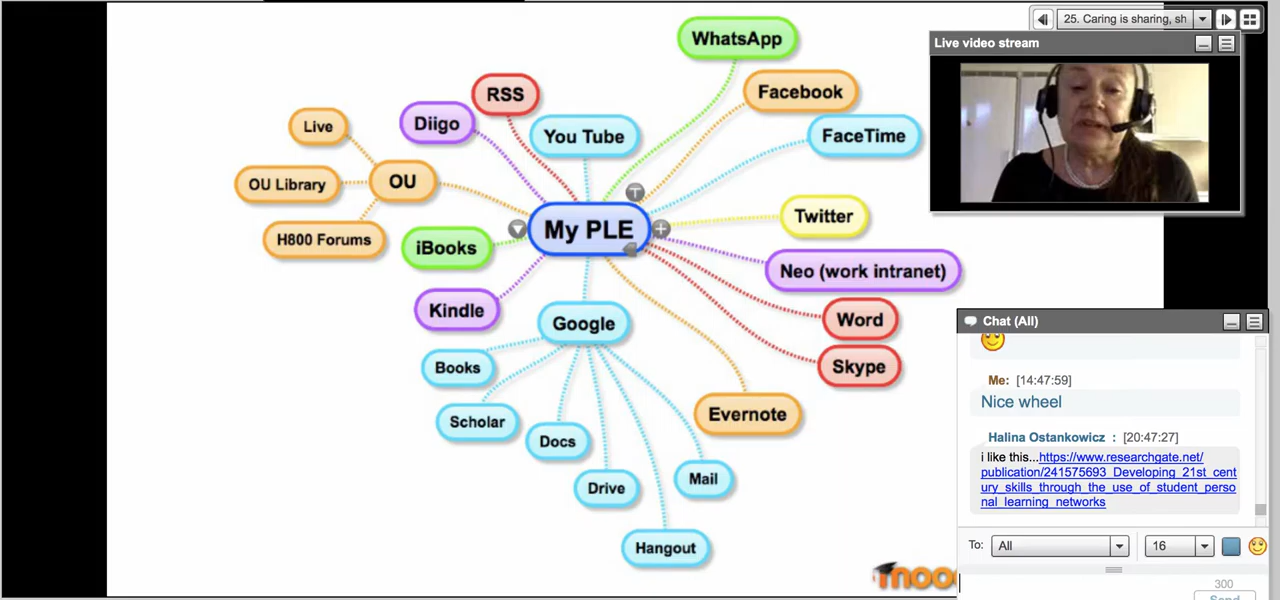 25. Caring is sharing, sh
Live video stream
WhatsApp
RSS
Facebook
Live
Diigo
You Tube
FaceTime
OU Library
OU
My PLE
Twitter
H800 Forums
iBooks
Neo (work intranet)
Kindle
Google
Word
Books
Skype
Scholar
Docs
Evernote
Drive
Mail
Hangout
Chat (All)
Me: [14:47:59]
Nice wheel
Halina Ostankowicz : [20:47:27]
i like this...https://www.researchgate.net/
publication/241575693_Developing_21st_cent
ury_skills_through_the_use_of_student_perso
nal_learning_networks
To: All 16
300
Send